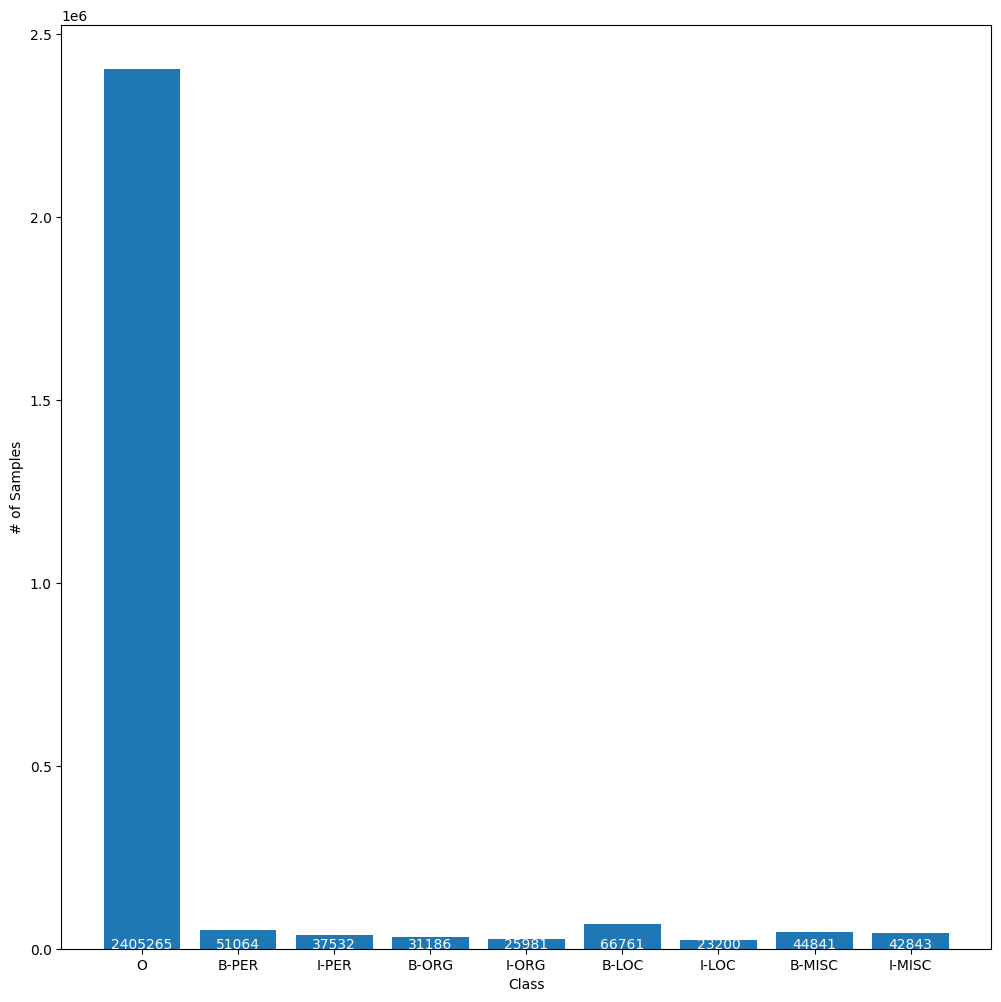 1e6
2.5
2.0
1.5
1.0
0.5
0.0
# of Samples
2405265 51064 37532 31186 25981 66761 23200 44841 42843
O B-PER I-PER B-ORG I-ORG B-LOC I-LOC B-MISC I-MISC
Class